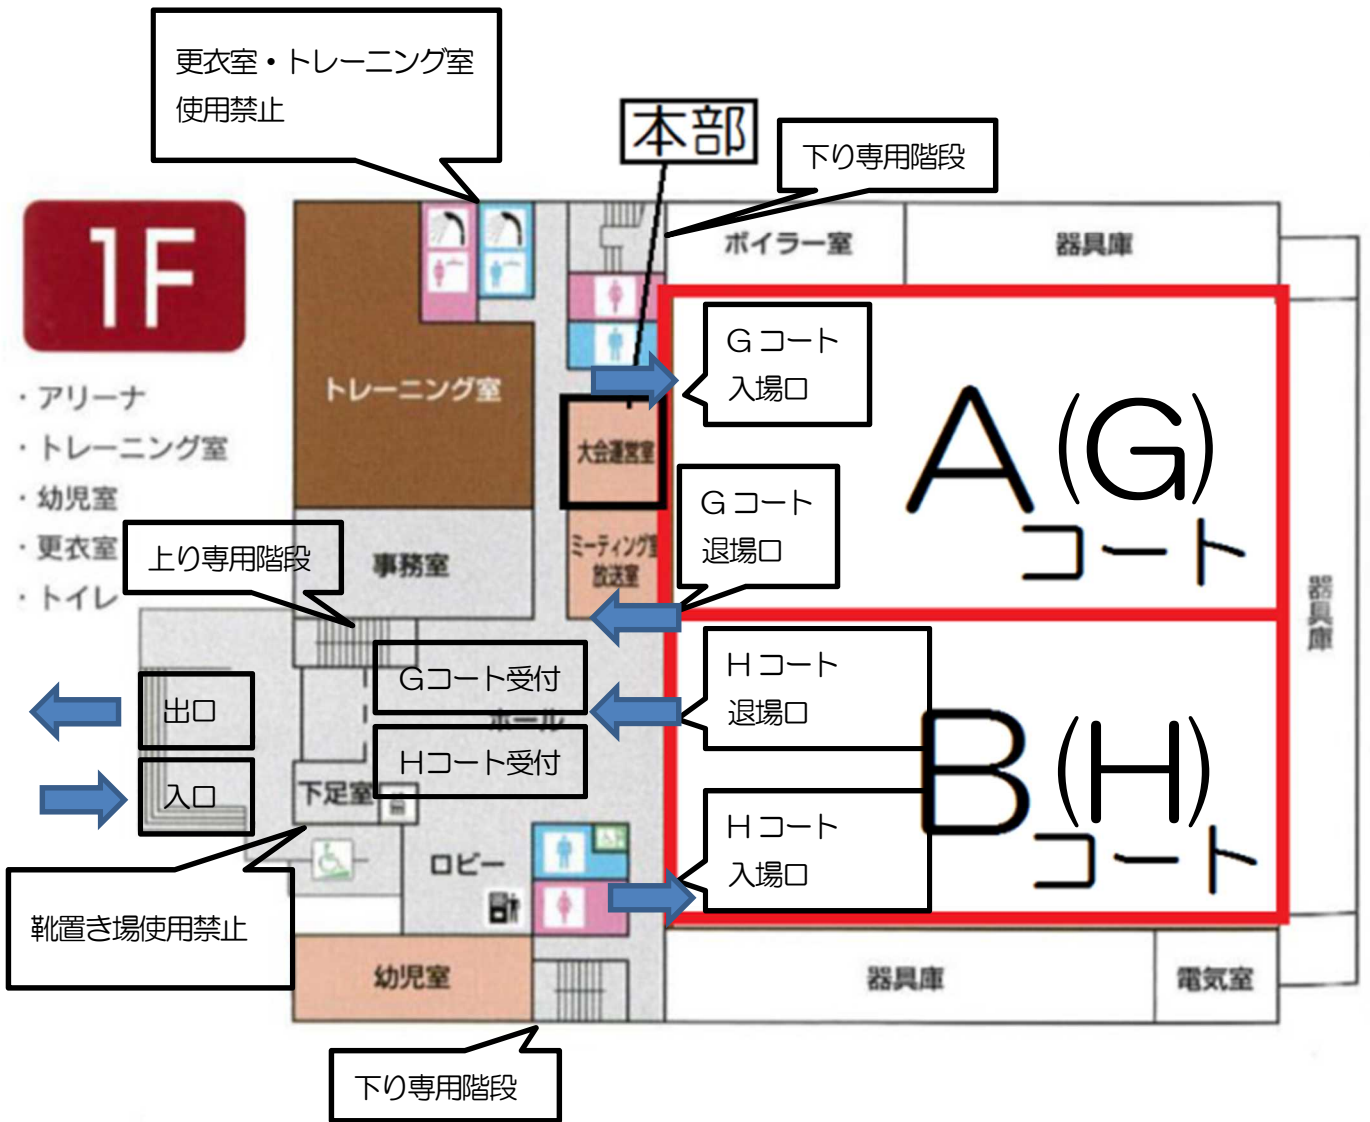 更衣室・トレーニング室
使用禁止
本部
下り専用階段
1F
ボイラー室
器具庫
・アリーナ
・トレーニング室
・幼児室
・更衣室
・トイレ
トレーニング室
Gコート
入場口
A(G)
コート
大会運営室
Gコート
退場口
上り専用階段
事務室
ミーティング室
放送室
器具庫
Gコート受付
Hコート
退場口
出口
ホール
B(H)
コート
Hコート受付
入口
下足室
Hコート
入場口
ロビー
靴置き場使用禁止
幼児室
器具庫
電気室
下り専用階段